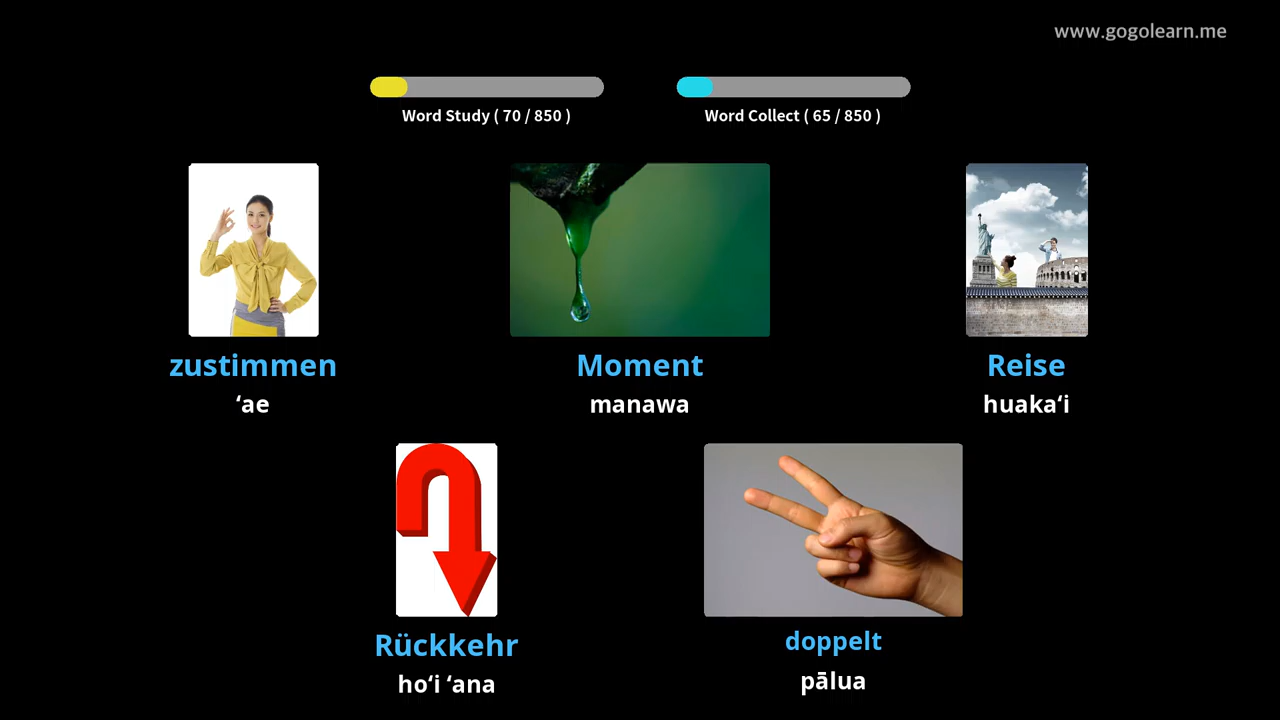 www.gogolearn.me
Word Study ( 70 / 850 )
Word Collect ( 65 / 850 )
zustimmen
ʻae
Moment
manawa
Reise
huakaʻi
Rückkehr
hoʻi ʻana
doppelt
pālua